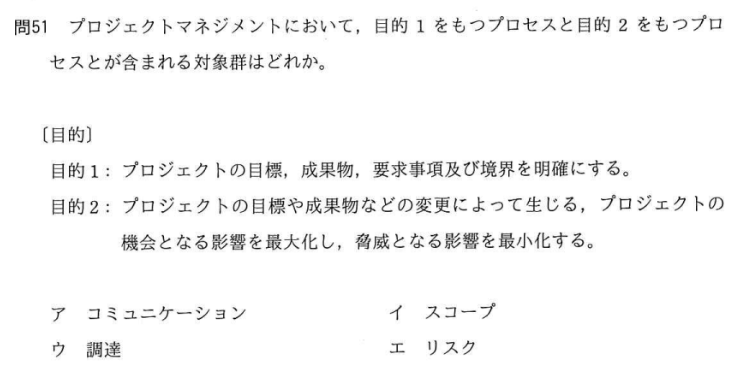 問51 プロジェクトマネジメントにおいて，目的 1 をもつプロセスと目的 2 をもつプロ
セスとが含まれる対象群はどれか。
〔目的〕
目的 1： プロジェクトの目標，成果物，要求事項及び境界を明確にする。
目的 2： プロジェクトの目標や成果物などの変更によって生じる，プロジェクトの
機会となる影響を最大化し，脅威となる影響を最小化する。
ア コミュニケーション イ スコープ
ウ 調達 エ リスク